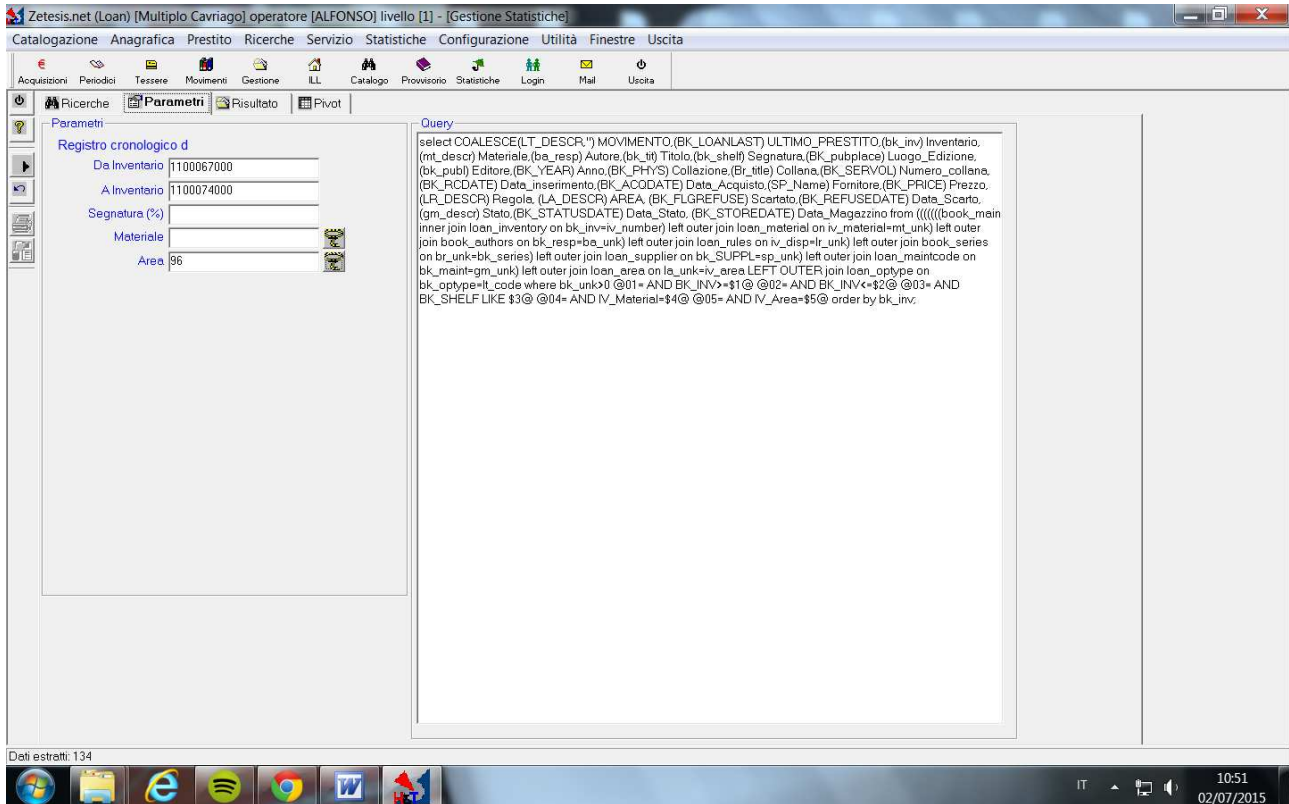 Zetesis.net (Loan) [Multiplo Cavriago] operatore [ALFONSO] livello [1] - [Gestione Statistiche]
Catalogazione Anagrafica Prestito Ricerche Servizio Statistiche Configurazione Utilità Finestre Uscita
Acquisizioni Periodici Tessere Movimenti Gestione ILL Catalogo Provvisorio Statistiche Login Mail Uscita
Ricerche Parametri Risultato Pivot
Parametri
Registro cronologico d
Da Inventario 1100067000
A Inventario 1100074000
Segnatura (%)
Materiale
Area 96
Query
select COALESCE(LT_DESCR,'') MOVIMENTO,(BK_LOANLAST) ULTIMO_PRESTITO,(bk_inv) Inventario,
(mt_descr) Materiale,(ba_resp) Autore,(bk_tit) Titolo,(bk_shelf) Segnatura,(BK_pubplace) Luogo_Edizione,
(bk_publ) Editore,(BK_YEAR) Anno,(BK_PHYS) Collazione,(Br_title) Collana,(BK_SERVOL) Numero_collana,
(BK_RCDATE) Data_inserimento,(BK_ACQDATE) Data_Acquisto,(SP_Name) Fornitore,(BK_PRICE) Prezzo,
(LR_DESCR) Regola, (LA_DESCR) AREA, (BK_FLGREFUSE) Scartato,(BK_REFUSEDATE) Data_Scarto,
(gm_descr) Stato,(BK_STATUSDATE) Data_Stato, (BK_STOREDATE) Data_Magazzino from (((((((book_main
inner join loan_inventory on bk_inv=iv_number) left outer join loan_material on iv_material=mt_unk) left outer
join book_authors on bk_resp=ba_unk) left outer join loan_rules on iv_disp=lr_unk) left outer join book_series
on br_unk=bk_series) left outer join loan_supplier on bk_SUPPL=sp_unk) left outer join loan_maintcode on
bk_maint=gm_unk) left outer join loan_area on la_unk=iv_area LEFT OUTER join loan_optype on
bk_optype=lt_code where bk_unk>0 @01= AND BK_INV>=$1@ @02= AND BK_INV<=$2@ @03= AND
BK_SHELF LIKE $3@ @04= AND IV_Material=$4@ @05= AND IV_Area=$5@ order by bk_inv;
Dati estratti: 134
IT 10:51
02/07/2015